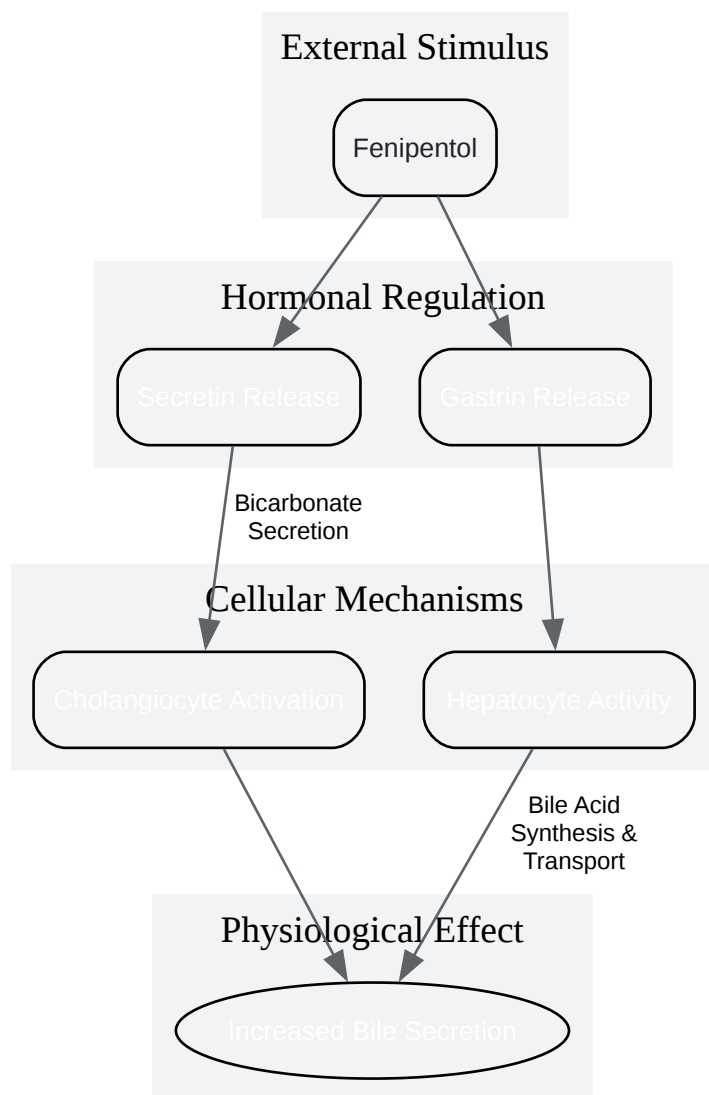 External Stimulus
Fenipentol
Hormonal Regulation
Secretin Release
Gastrin Release
Bicarbonate
Secretion
Cellular Mechanisms
Cholangiocyte Activation
Hepatocyte Activity
Bile Acid
Synthesis &
Transport
Physiological Effect
Increased Bile Secretion